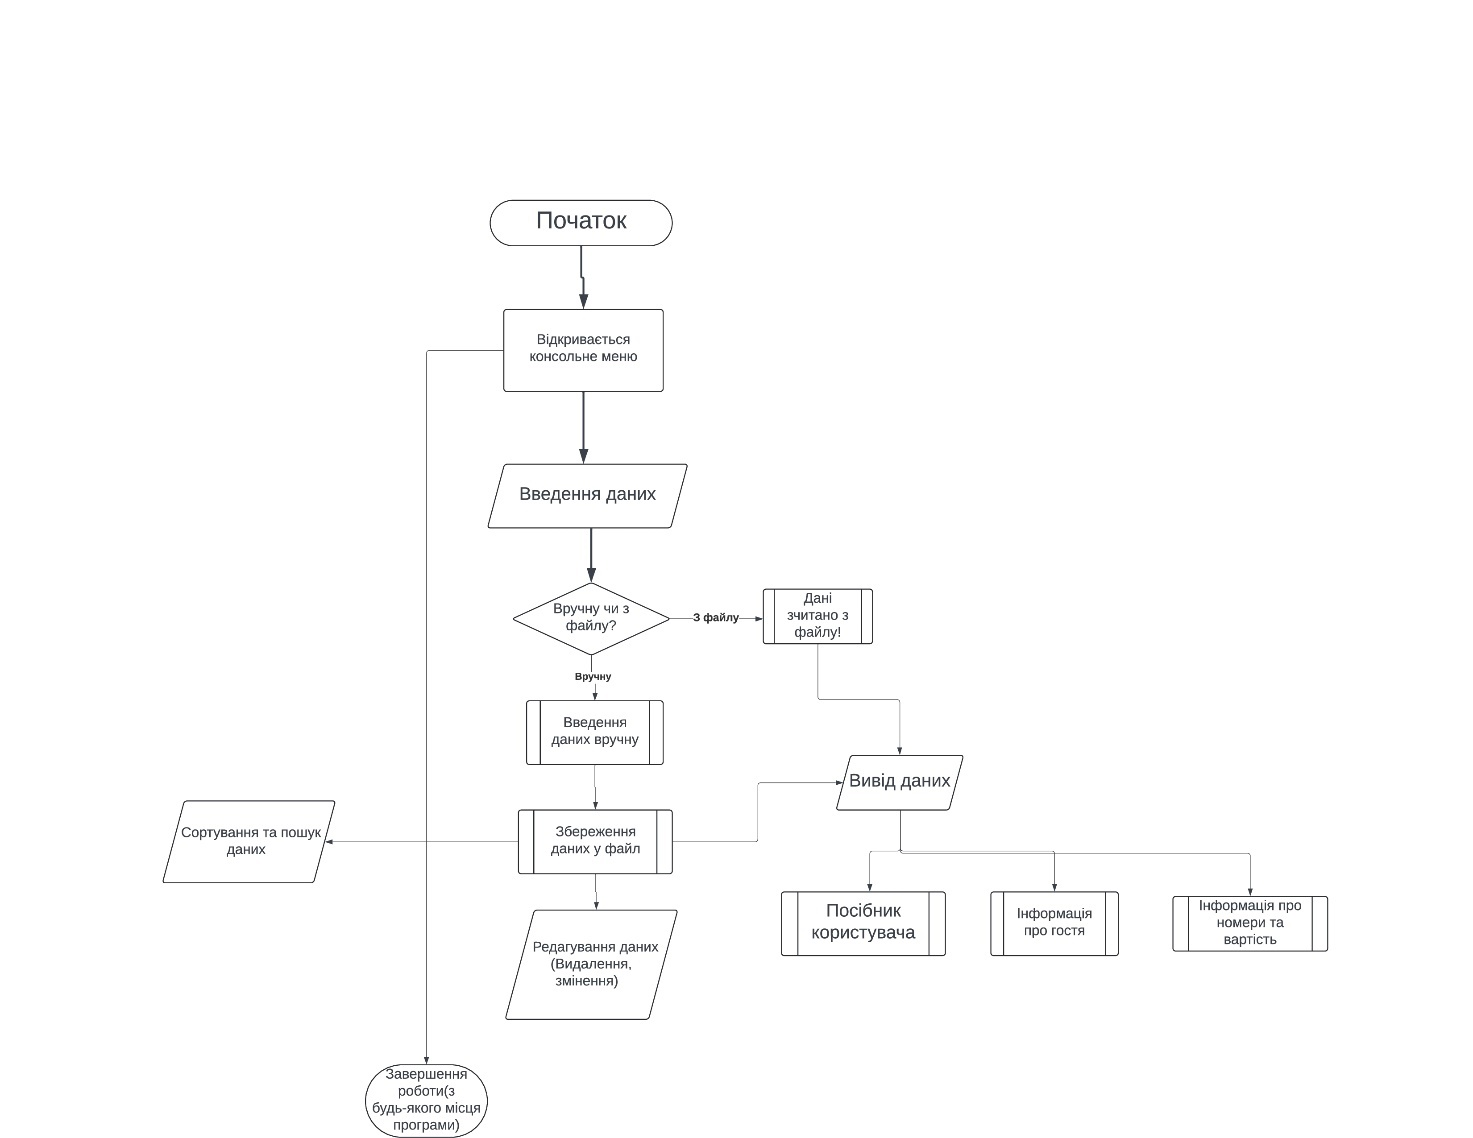 Початок
Відкривається
консольне меню
Введення даних
Вручну чи з
файлу?
З файлу
Дані
зчитано з
файлу!
Вручну
Введення
даних вручну
Вивід даних
Сортування та пошук
даних
Збереження
даних у файл
Посібник
користувача
Інформація
про гостя
Інформація про
номери та
вартість
Редагування даних
(Видалення,
змінення)
Завершення
роботи(з
будь-якого місця
програми)